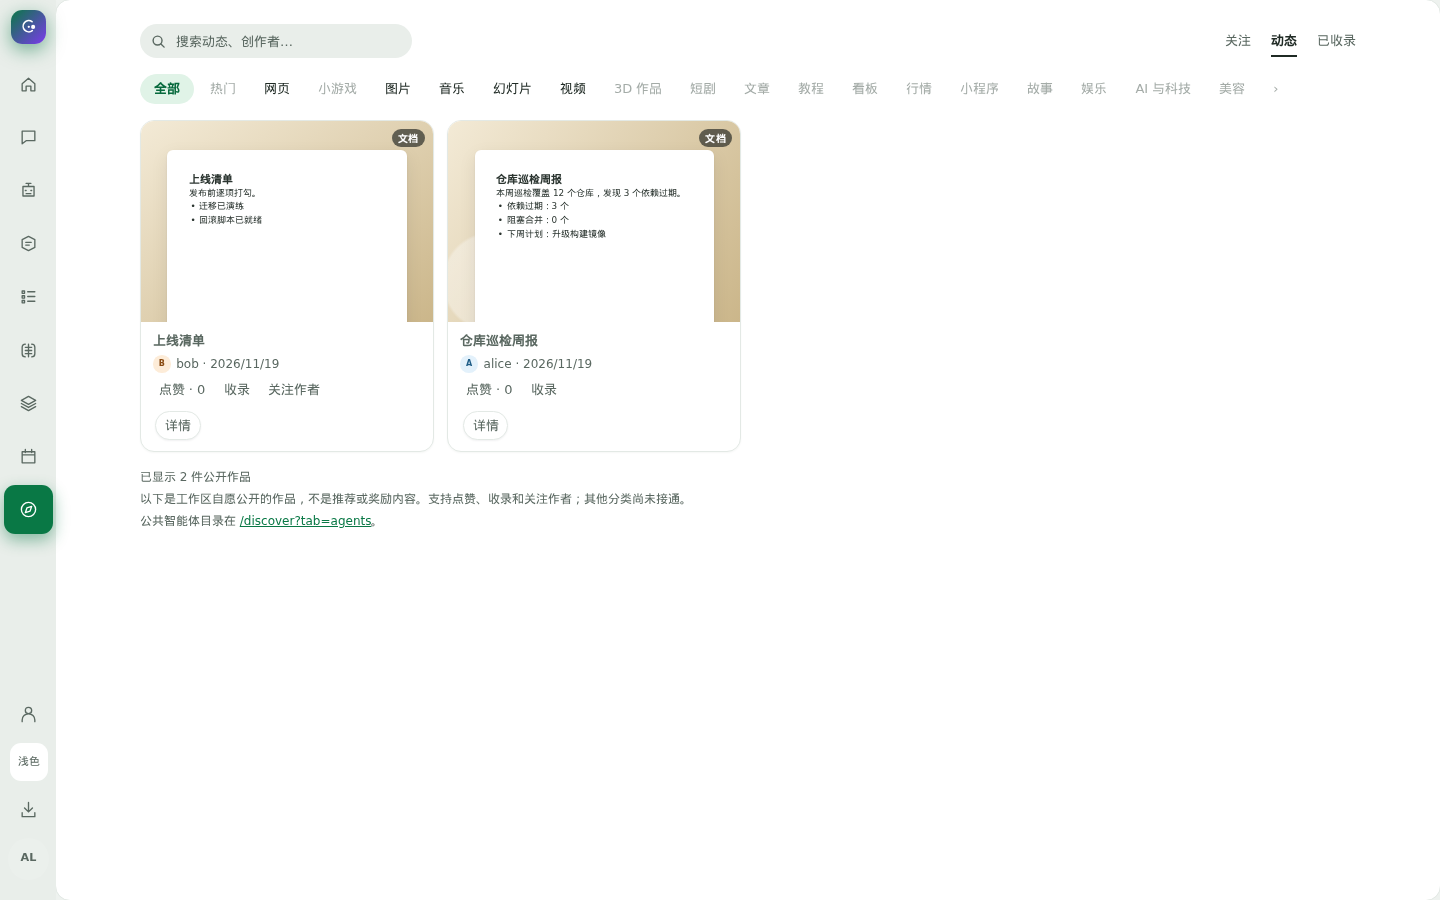 搜索动态、创作者...
关注 动态 已收录
全部 热门 网页 小游戏 图片 音乐 幻灯片 视频 3D 作品 短剧 文章 教程 看板 行情 小程序 故事 娱乐 AI 与科技 美容 ›
文档
上线清单
发布前逐项打勾。
• 迁移已演练
• 回滚脚本已就绪
上线清单
B bob · 2026/11/19
点赞 · 0 收录 关注作者
详情
文档
仓库巡检周报
本周巡检覆盖 12 个仓库，发现 3 个依赖过期。
• 依赖过期：3 个
• 阻塞合并：0 个
• 下周计划：升级构建镜像
仓库巡检周报
A alice · 2026/11/19
点赞 · 0 收录
详情
已显示 2 件公开作品
以下是工作区自愿公开的作品，不是推荐或奖励内容。支持点赞、收录和关注作者；其他分类尚未接通。
公共智能体目录在 /discover?tab=agents。
浅色
AL